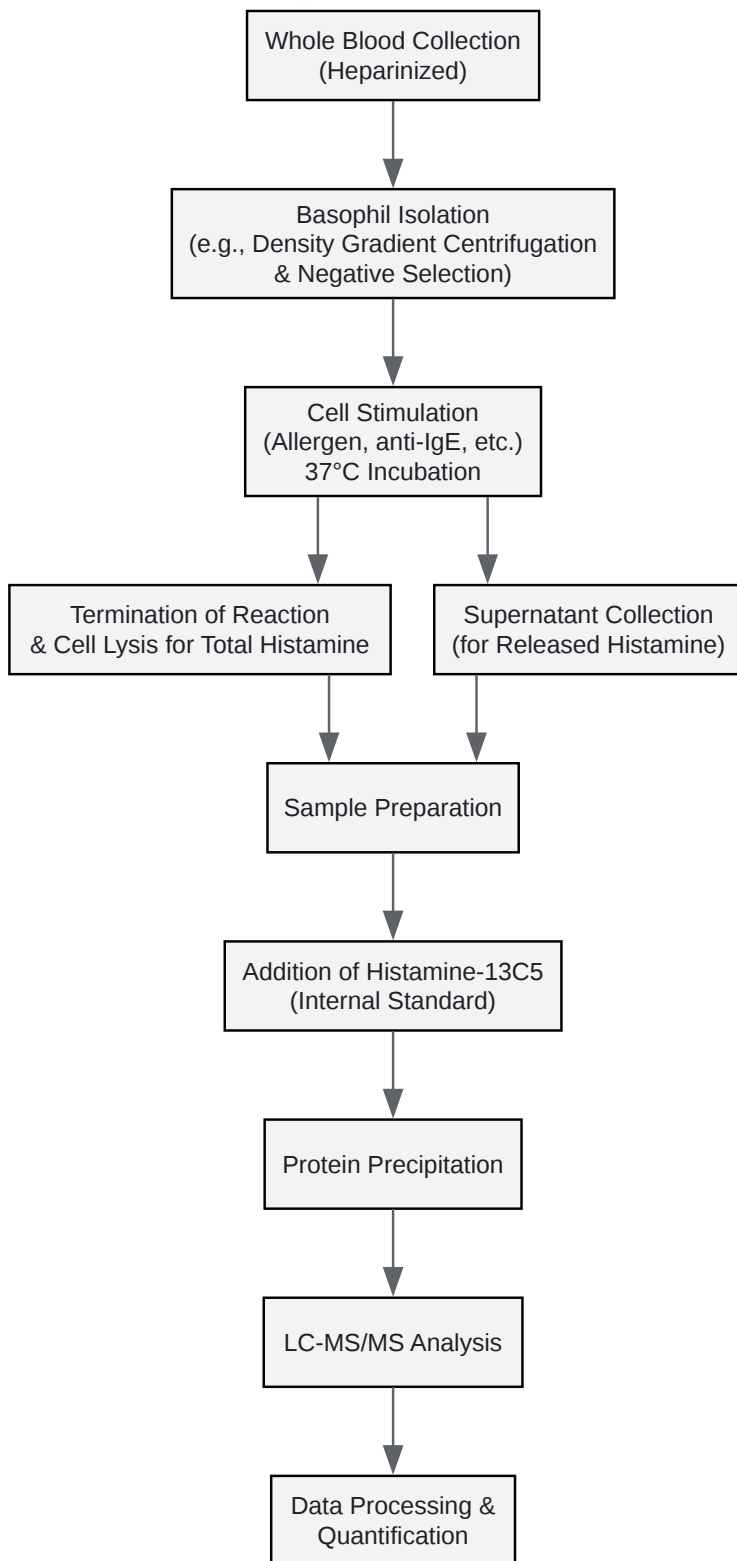 Whole Blood Collection
(Heparinized)
Basophil Isolation
(e.g., Density Gradient Centrifugation
& Negative Selection)
Cell Stimulation
(Allergen, anti-IgE, etc.)
37°C Incubation
Termination of Reaction
& Cell Lysis for Total Histamine
Supernatant Collection
(for Released Histamine)
Sample Preparation
Addition of Histamine-13C5
(Internal Standard)
Protein Precipitation
LC-MS/MS Analysis
Data Processing &
Quantification